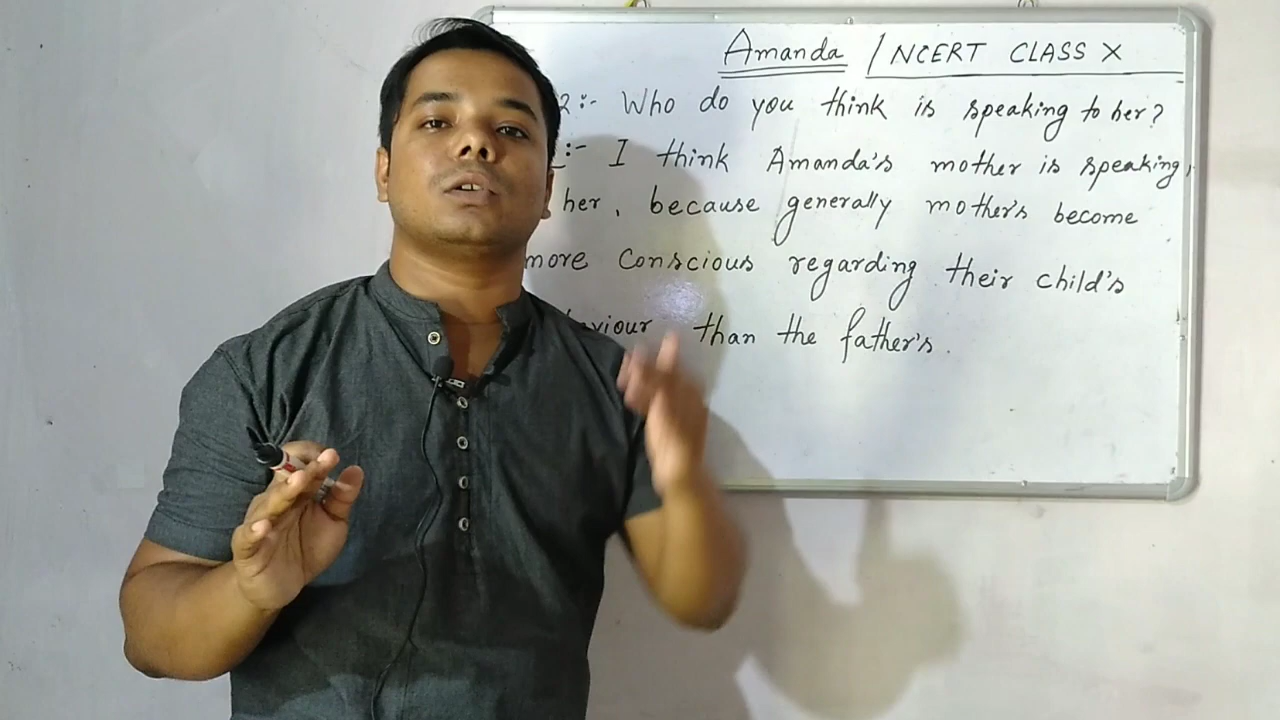 Amanda / NCERT CLASS X
2:- Who do you think is speaking to her?
:- I think Amanda's mother is speaking
her, because generally mother's become
more conscious regarding their child's
than the father's.